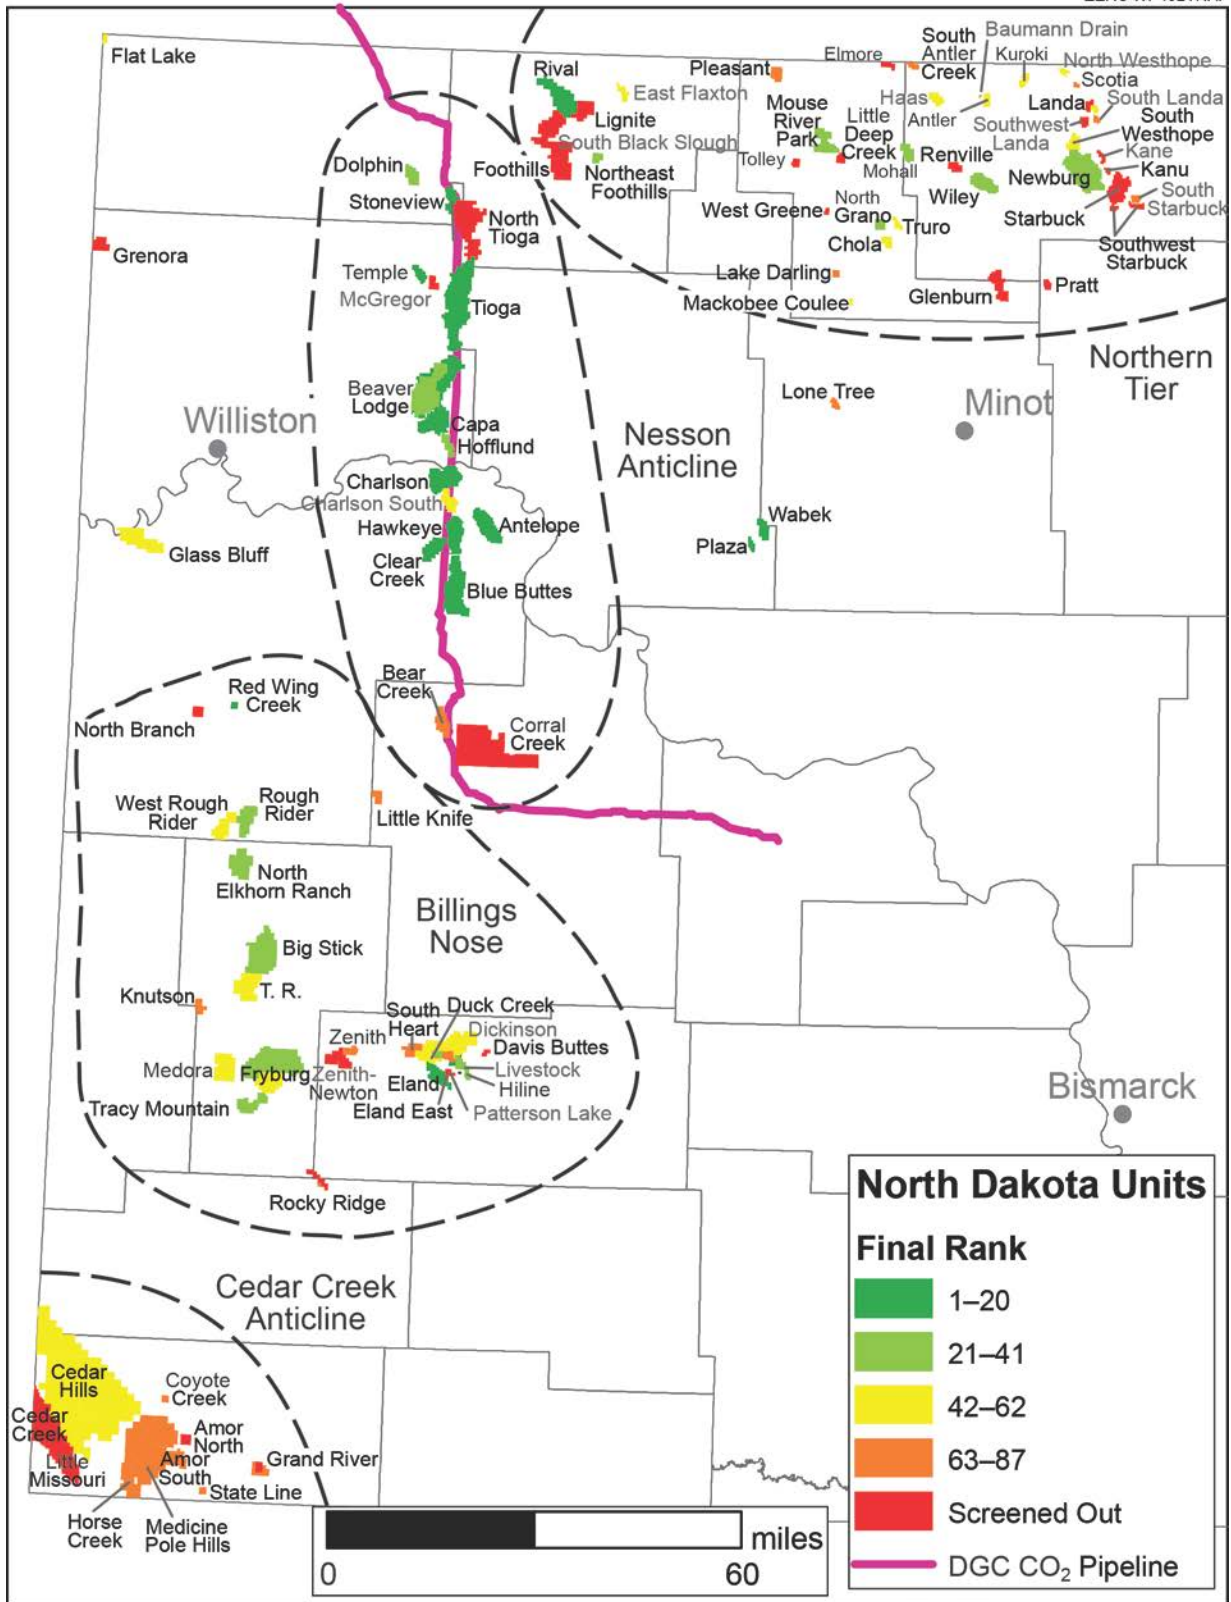 Flat Lake
Rival
East Flaxton
Lignite
South Black Slough
Foothills
Northeast
Foothills
Pleasant
Elmore
South
Antler
Creek
Baumann Drain
Kuroki
North Westhope
Scotia
Haas
Antler
Landa
South Landa
Southwest
Landa
South
Westhope
Kane
Kanu
Mouse
River
Park
Little
Deep
Creek
Tolley
Mohall
Renville
Wiley
Newburg
Starbuck
South
Starbuck
Southwest
Starbuck
West Greene
North
Grano
Truro
Chola
Lake Darling
Mackobee Coulee
Glenburn
Pratt
Northern
Tier
Dolphin
Stoneview
North
Tioga
Grenora
Temple
McGregor
Tioga
Beaver
Lodge
Capa
Hofflund
Williston
Nesson
Anticline
Lone Tree
Minot
Charlson
Charlson South
Hawkeye
Antelope
Clear
Creek
Blue Buttes
Glass Bluff
Wabek
Plaza
Bear
Creek
Corral
Creek
Red Wing
Creek
North Branch
Little Knife
West Rough
Rider
Rough
Rider
North
Elkhorn Ranch
Billings
Nose
Big Stick
T. R.
Knutson
South
Heart
Duck Creek
Zenith
Dickinson
Davis Buttes
Medora
Fryburg
Zenith-
Newton
Livestock
Eland
Hiline
Tracy Mountain
Eland East
Patterson Lake
Bismarck
Rocky Ridge
Cedar Creek
Anticline
Cedar
Hills
Coyote
Creek
Cedar
Creek
Amor
North
Little
Missouri
Amor
South
Grand River
State Line
Horse
Creek
Medicine
Pole Hills
North Dakota Units
Final Rank
1–20
21–41
42–62
63–87
Screened Out
DGC CO₂ Pipeline
miles
0 60